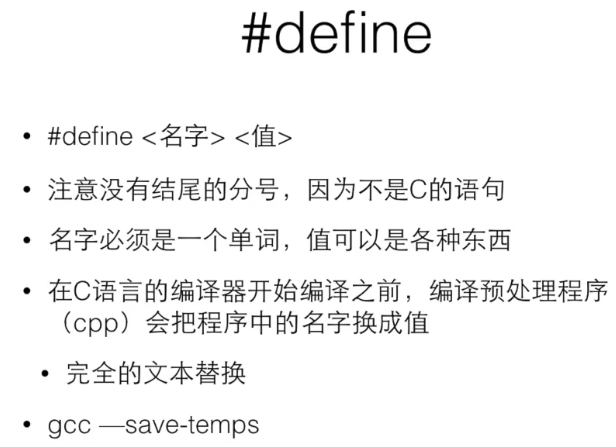 #define
• #define <名字> <值>
• 注意没有结尾的分号，因为不是C的语句
• 名字必须是一个单词，值可以是各种东西
• 在C语言的编译器开始编译之前，编译预处理程序
（cpp）会把程序中的名字换成值
• 完全的文本替换
• gcc —save-temps